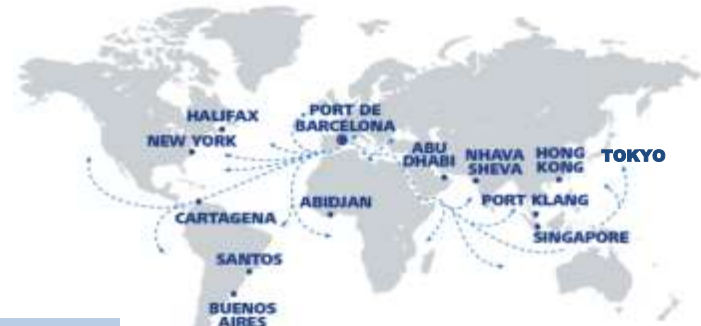 HALIFAX
NEW YORK
PORT DE
BARCELONA
ABU
DHABI
NHAVA
SHEVA
HONG
KONG
TOKYO
CARTAGENA
ABIDJAN
PORT KLANG
SINGAPORE
SANTOS
BUENOS
AIRES